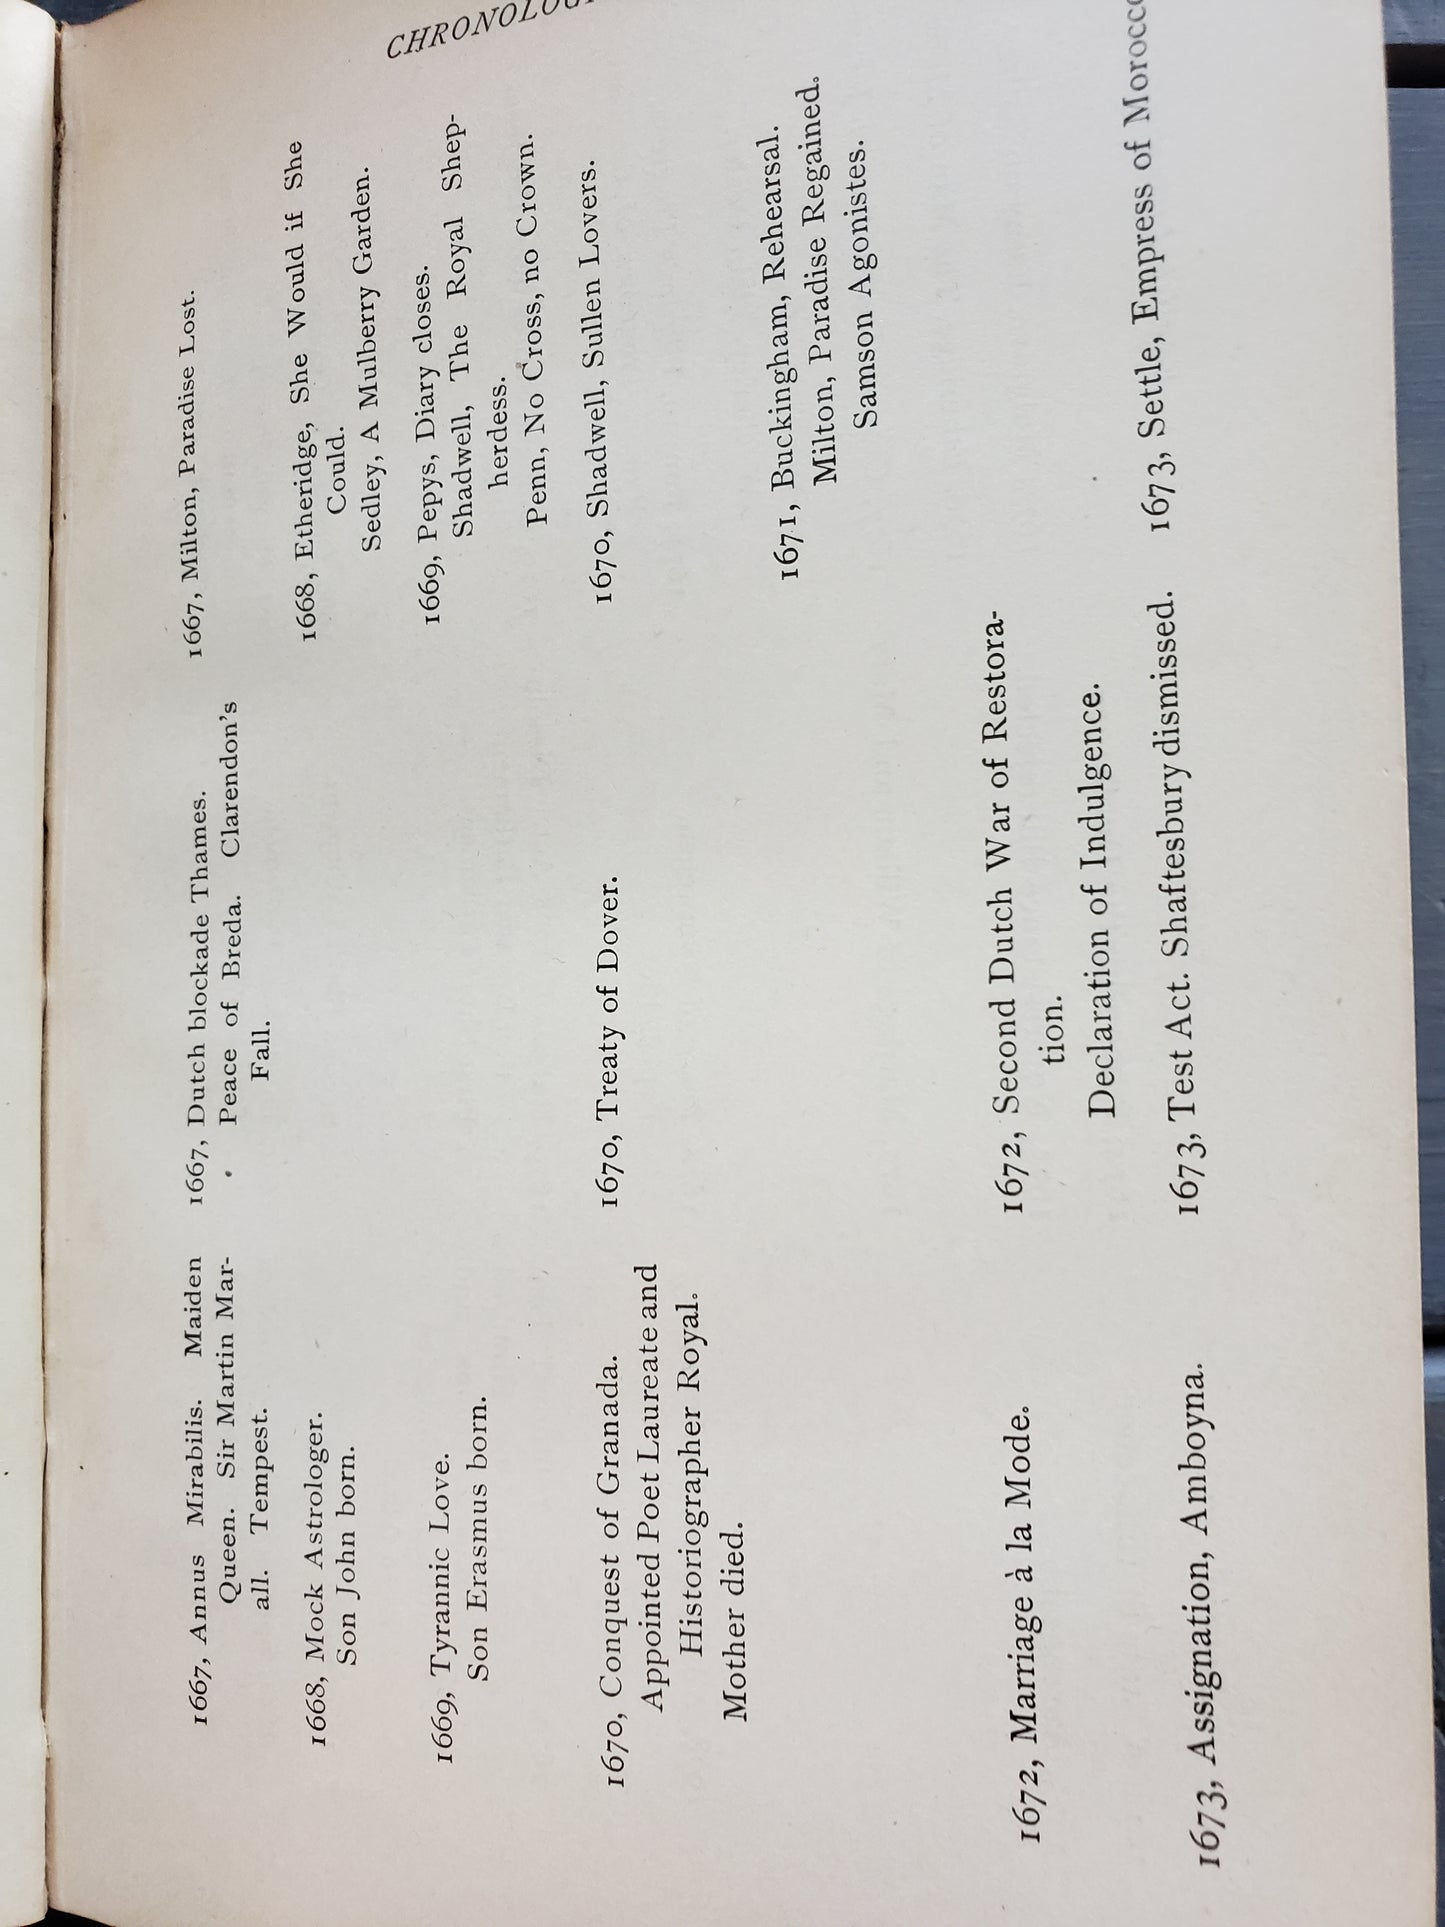 CHRONOLOG
1667, Annus Mirabilis. Maiden
Queen. Sir Martin Mar-
all. Tempest.
1668, Mock Astrologer.
Son John born.
1669, Tyrannic Love.
Son Erasmus born.
1670, Conquest of Granada.
Appointed Poet Laureate and
Historiographer Royal.
Mother died.
1672, Marriage à la Mode.
1673, Assignation, Amboyna.
1667, Dutch blockade Thames.
Peace of Breda. Clarendon's
Fall.
1670, Treaty of Dover.
1672, Second Dutch War of Restora-
tion.
Declaration of Indulgence.
1673, Test Act. Shaftesbury dismissed.
1667, Milton, Paradise Lost.
1668, Etheridge, She Would if She
Could.
Sedley, A Mulberry Garden.
1669, Pepys, Diary closes.
Shadwell, The Royal Shep-
herdess.
Penn, No Cross, no Crown.
1670, Shadwell, Sullen Lovers.
1671, Buckingham, Rehearsal.
Milton, Paradise Regained.
Samson Agonistes.
1673, Settle, Empress of Morocc